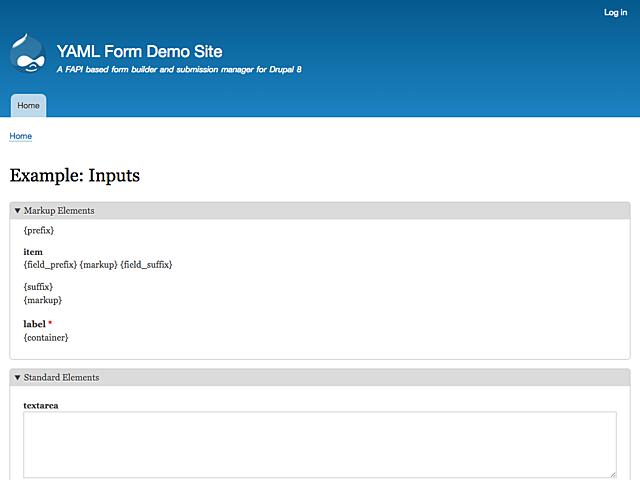 Log in
YAML Form Demo Site
A FAPI based form builder and submission manager for Drupal 8
Home
Home
Example: Inputs
▼ Markup Elements
{prefix}
item
{field_prefix} {markup} {field_suffix}
{suffix}
{markup}
label *
{container}
▼ Standard Elements
textarea